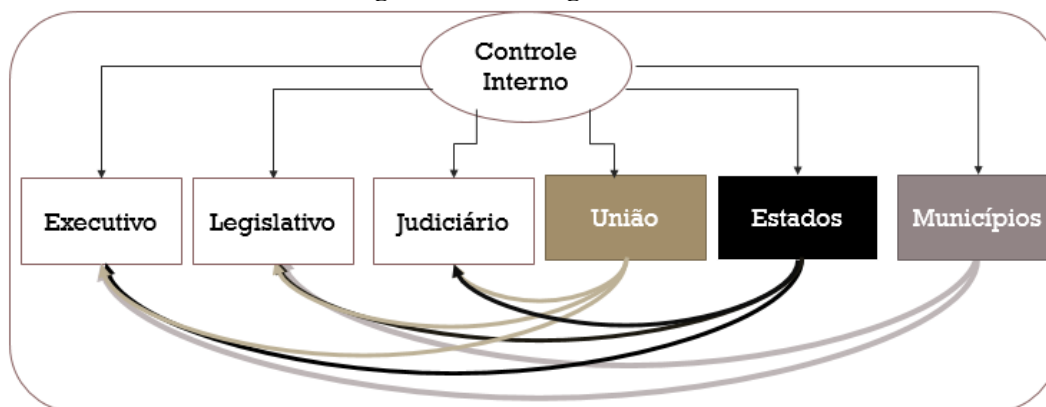 Controle
Interno
Executivo
Legislativo
Judiciário
União
Estados
Municípios